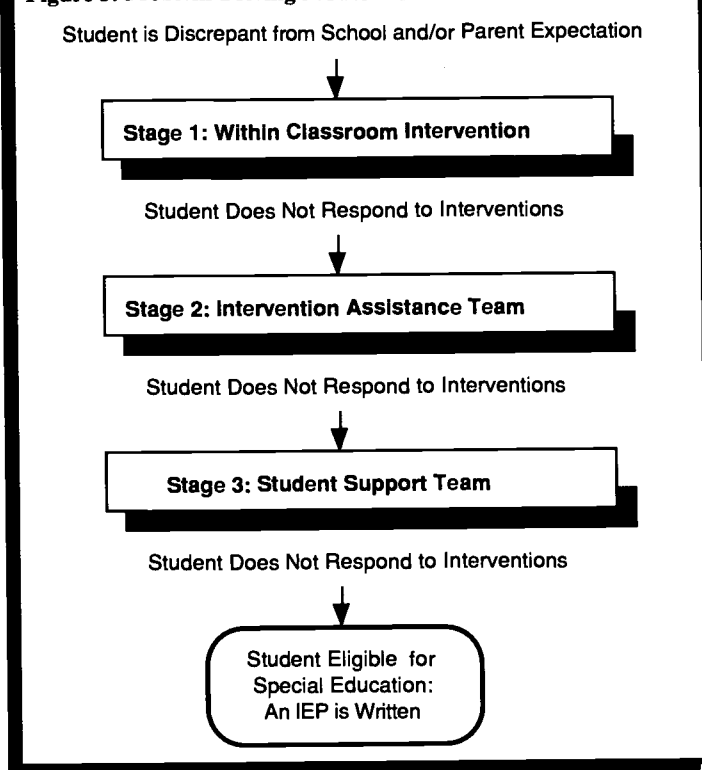 Student is Discrepant from School and/or Parent Expectation
Stage 1: Within Classroom Intervention
Student Does Not Respond to Interventions
Stage 2: Intervention Assistance Team
Student Does Not Respond to Interventions
Stage 3: Student Support Team
Student Does Not Respond to Interventions
Student Eligible for
Special Education:
An IEP is Written